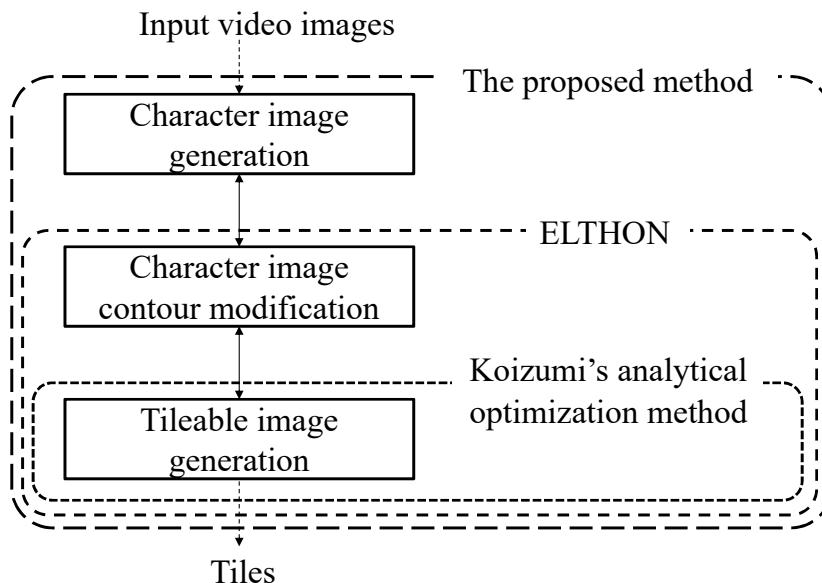 Input video images
The proposed method
Character image
generation
ELTHON
Character image
contour modification
Koizumi’s analytical
optimization method
Tileable image
generation
Tiles